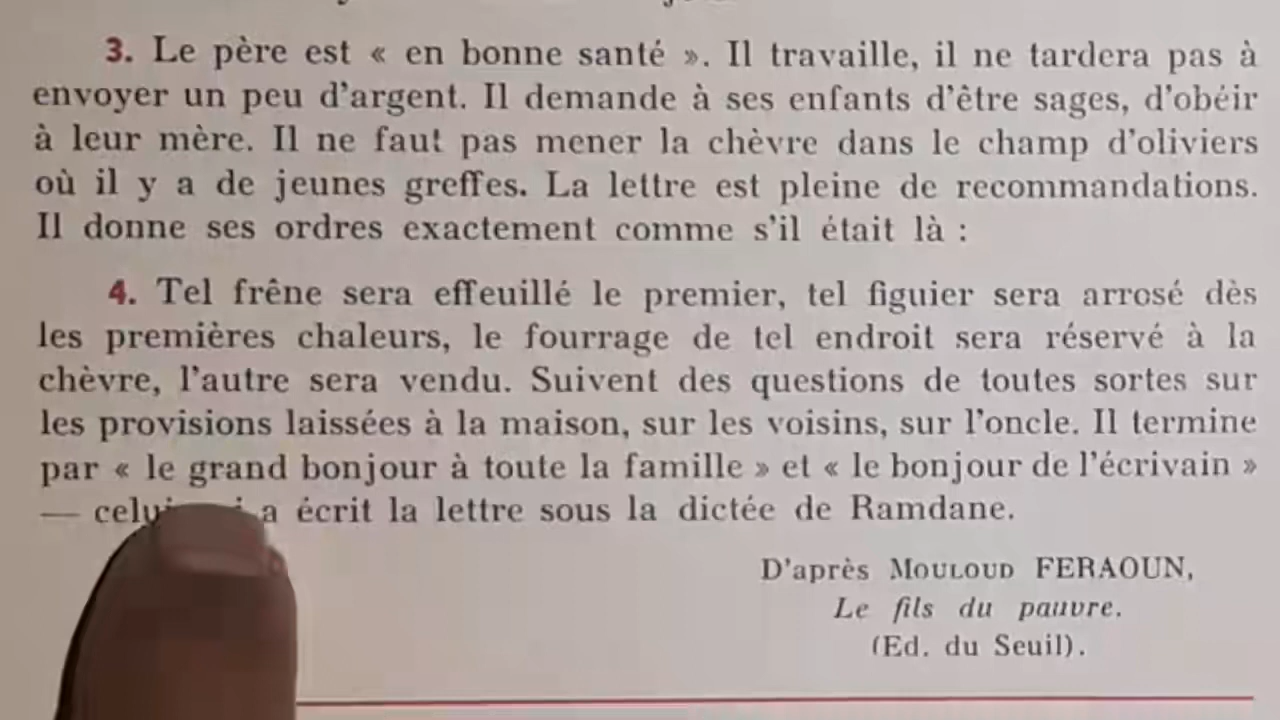 3. Le père est « en bonne santé ». Il travaille, il ne tardera pas à
envoyer un peu d'argent. Il demande à ses enfants d'être sages, d'obéir
à leur mère. Il ne faut pas mener la chèvre dans le champ d'oliviers
où il y a de jeunes greffes. La lettre est pleine de recommandations.
Il donne ses ordres exactement comme s'il était là :
4. Tel frêne sera effeuillé le premier, tel figuier sera arrosé dès
les premières chaleurs, le fourrage de tel endroit sera réservé à la
chèvre, l'autre sera vendu. Suivent des questions de toutes sortes sur
les provisions laissées à la maison, sur les voisins, sur l'oncle. Il termine
par « le grand bonjour à toute la famille » et « le bonjour de l'écrivain »
— a écrit la lettre sous la dictée de Ramdane.
D'après MOULOUD FERAOUN,
Le fils du pauvre.
(Ed. du Seuil).